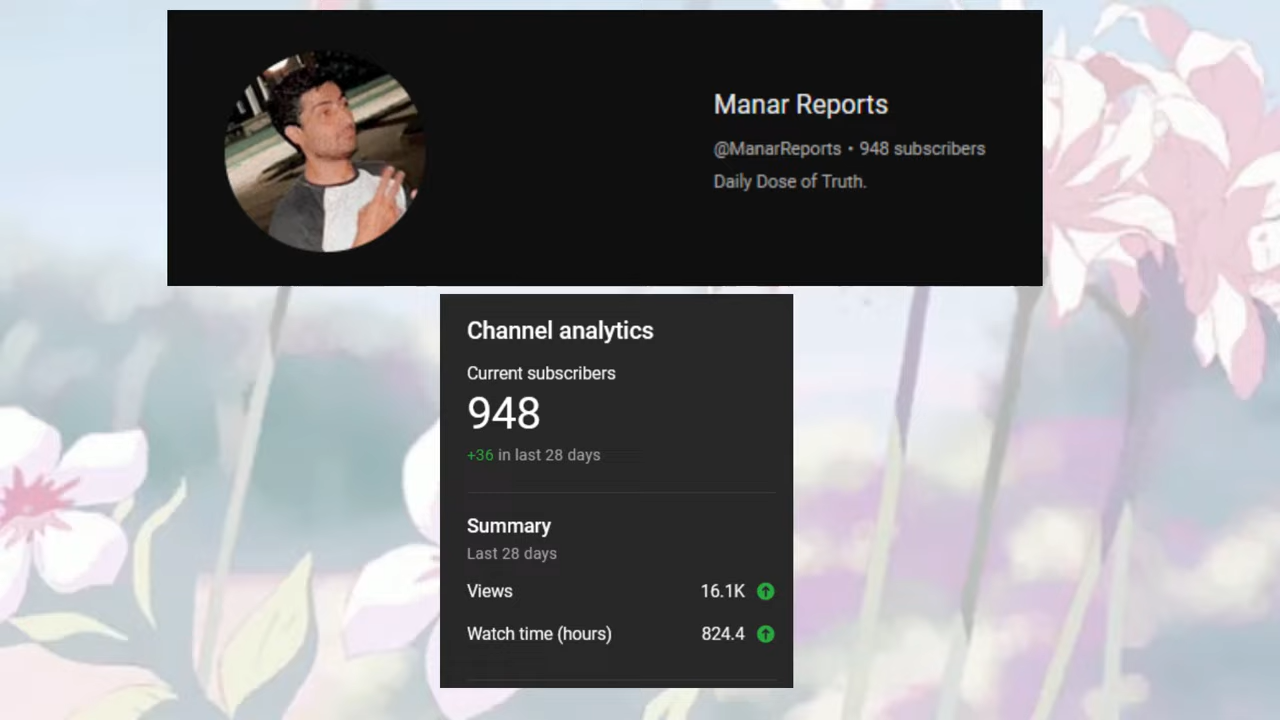 Manar Reports
@ManarReports • 948 subscribers
Daily Dose of Truth.
Channel analytics
Current subscribers
948
+36 in last 28 days
Summary
Last 28 days
Views 16.1K
Watch time (hours) 824.4